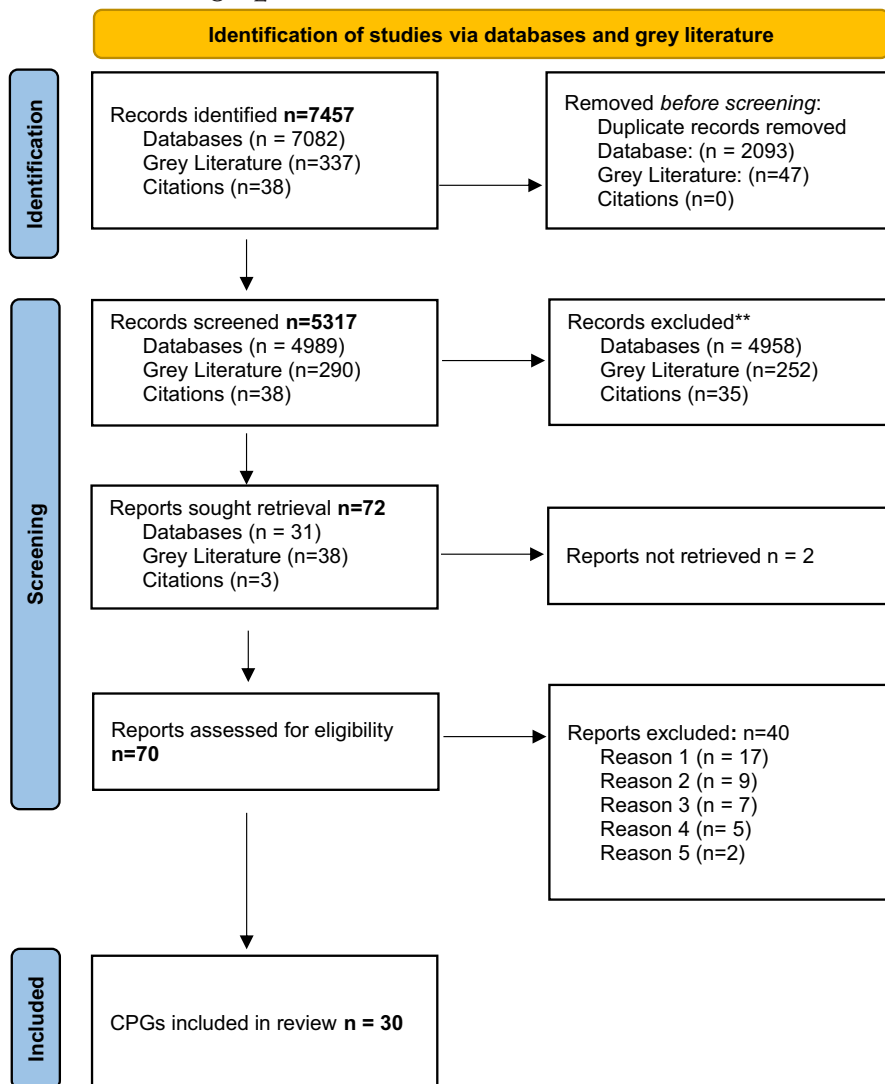 Identification of studies via databases and grey literature
Identification
Records identified n=7457
Databases (n = 7082)
Grey Literature (n=337)
Citations (n=38)
Removed before screening:
Duplicate records removed
Database: (n = 2093)
Grey Literature: (n=47)
Citations (n=0)
Screening
Records screened n=5317
Databases (n = 4989)
Grey Literature (n=290)
Citations (n=38)
Records excluded**
Databases (n = 4958)
Grey Literature (n=252)
Citations (n=35)
Reports sought retrieval n=72
Databases (n = 31)
Grey Literature (n=38)
Citations (n=3)
Reports not retrieved n = 2
Reports assessed for eligibility
n=70
Reports excluded: n=40
Reason 1 (n = 17)
Reason 2 (n = 9)
Reason 3 (n = 7)
Reason 4 (n= 5)
Reason 5 (n=2)
Included
CPGs included in review n = 30